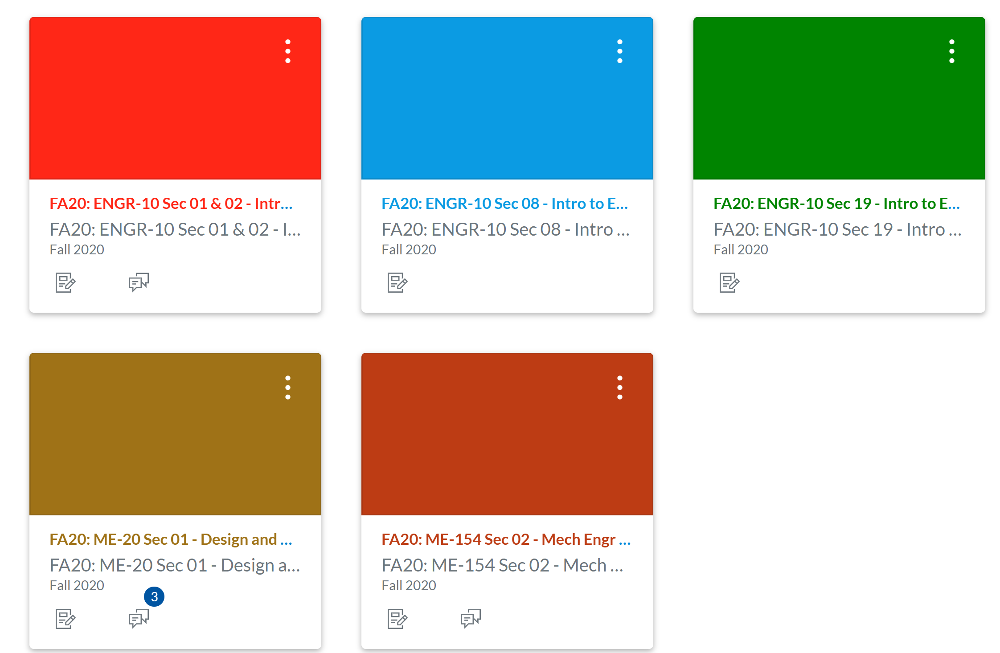 FA20: ENGR-10 Sec 01 & 02 - Intr...
FA20: ENGR-10 Sec 01 & 02 - I...
Fall 2020
FA20: ENGR-10 Sec 08 - Intro to E...
FA20: ENGR-10 Sec 08 - Intro ...
Fall 2020
FA20: ENGR-10 Sec 19 - Intro to E...
FA20: ENGR-10 Sec 19 - Intro ...
Fall 2020
FA20: ME-20 Sec 01 - Design and ...
FA20: ME-20 Sec 01 - Design a...
Fall 2020
3
FA20: ME-154 Sec 02 - Mech Engr ...
FA20: ME-154 Sec 02 - Mech ...
Fall 2020